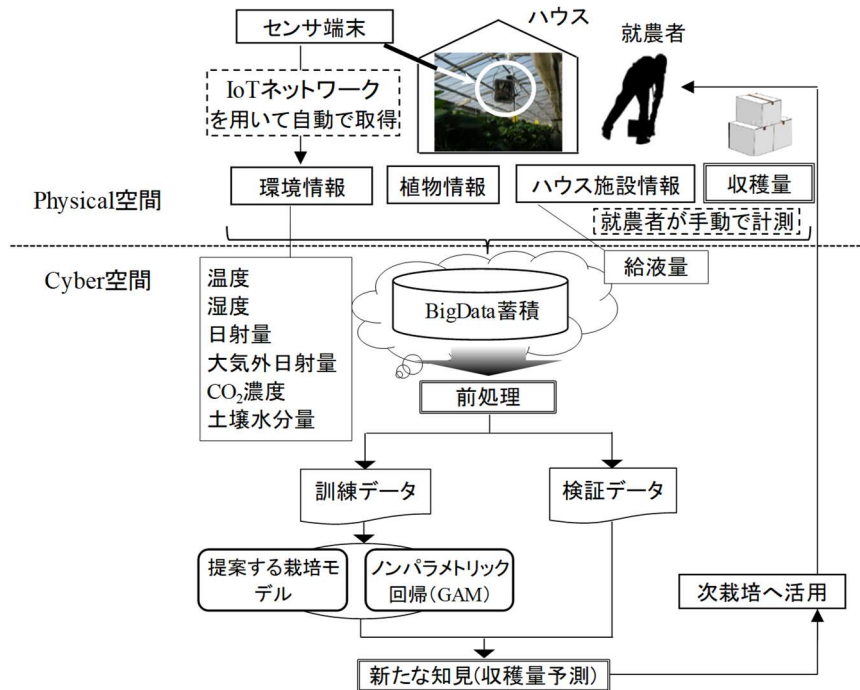 センサ端末
ハウス
就農者
IoTネットワーク
を用いて自動で取得
環境情報
植物情報
ハウス施設情報
収穫量
Physical空間
就農者が手動で計測
Cyber空間
給液量
温度
湿度
日射量
大気外日射量
CO₂濃度
土壌水分量
BigData蓄積
前処理
訓練データ
検証データ
提案する栽培モ
デル
ノンパラメトリック
回帰(GAM)
次栽培へ活用
新たな知見(収穫量予測)